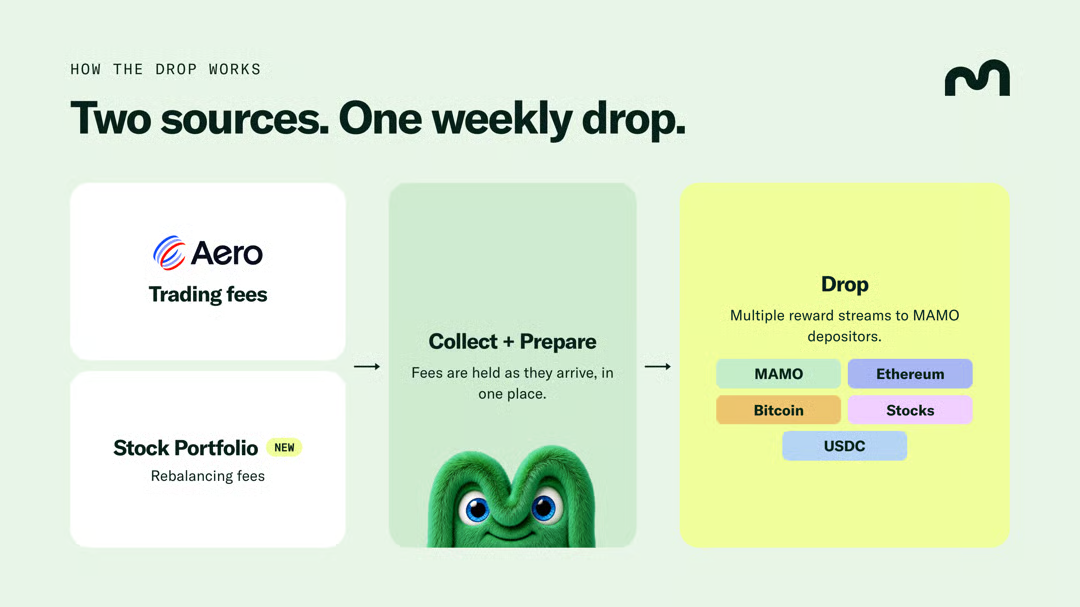 HOW THE DROP WORKS
Two sources. One weekly drop.
Aero
Trading fees
Stock Portfolio NEW
Rebalancing fees
Collect + Prepare
Fees are held as they arrive, in
one place.
Drop
Multiple reward streams to MAMO
depositors.
MAMO Ethereum
Bitcoin Stocks
USDC